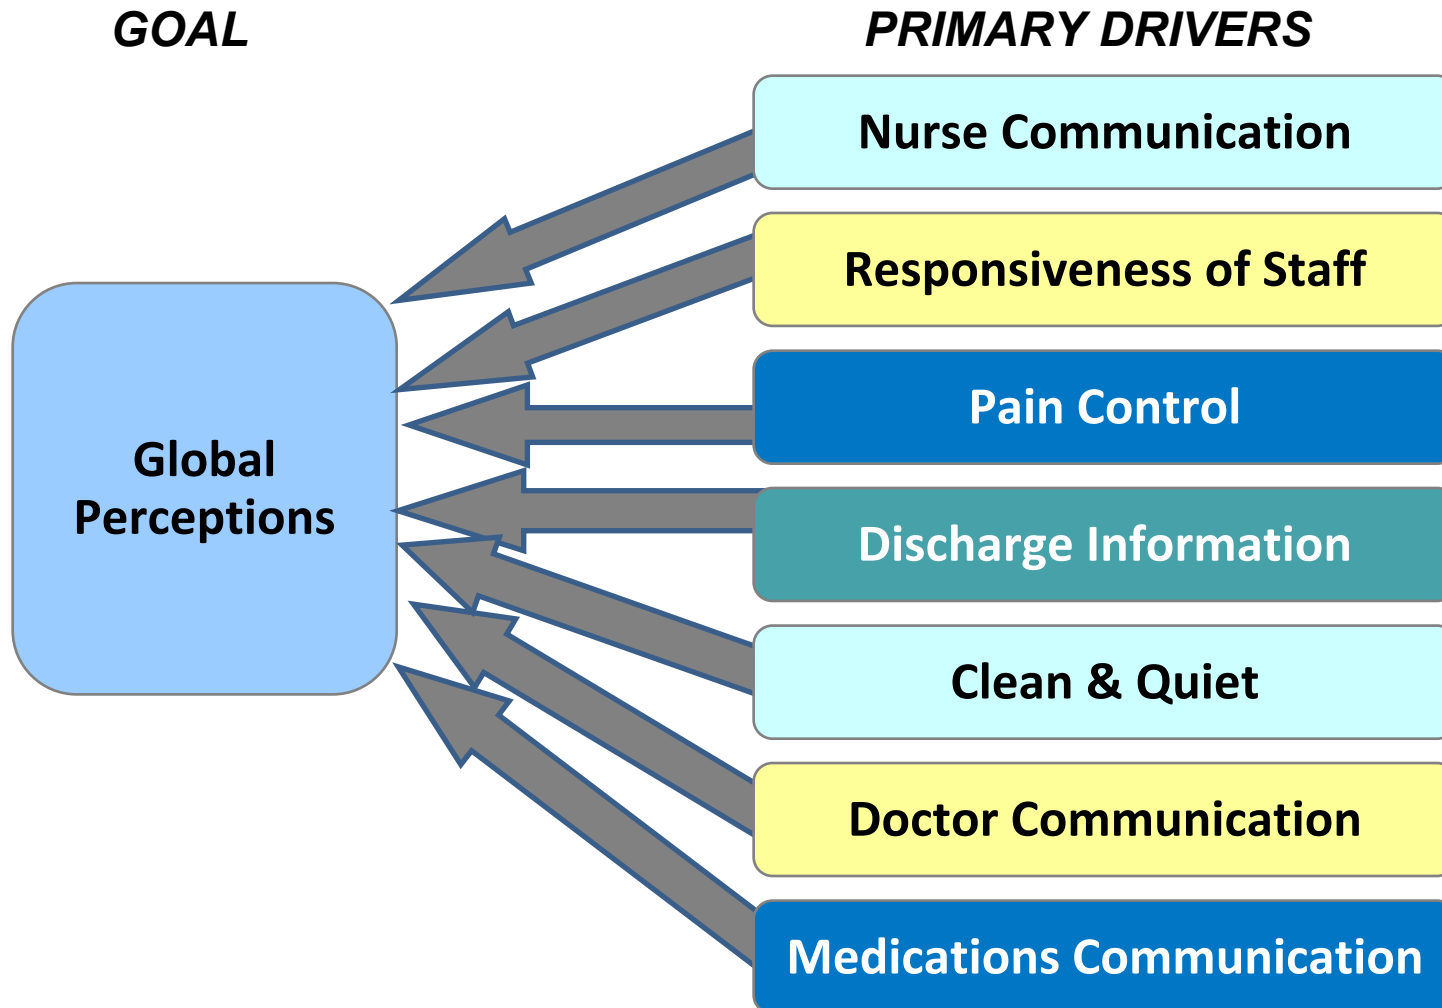 GOAL
PRIMARY DRIVERS
Nurse Communication
Responsiveness of Staff
Pain Control
Global
Perceptions
Discharge Information
Clean & Quiet
Doctor Communication
Medications Communication